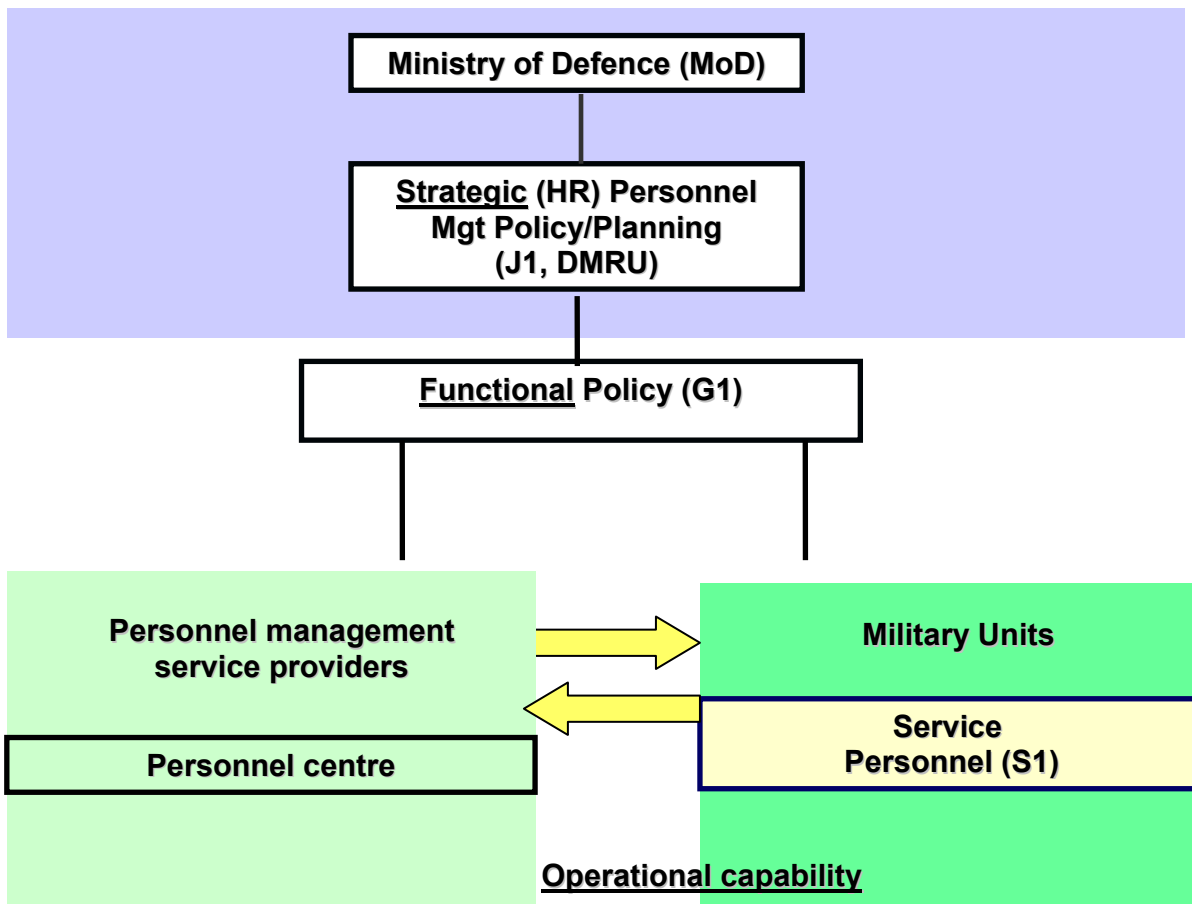 Ministry of Defence (MoD)
Strategic (HR) Personnel
Mgt Policy/Planning
(J1, DMRU)
Functional Policy (G1)
Personnel management
service providers
Personnel centre
Military Units
Service
Personnel (S1)
Operational capability